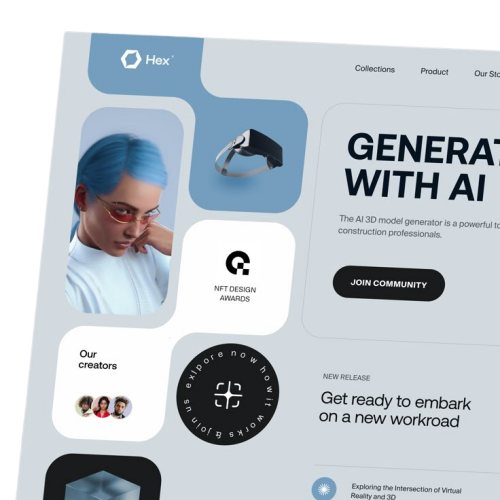 Hex
Collections
Product
Our Sto
GENERAT
WITH AI
The AI 3D model generator is a powerful to
construction professionals.
JOIN COMMUNITY
NFT DESIGN
AWARDS
Our
creators
exlpore now how it works & join us
NEW RELEASE
Get ready to embark
on a new workroad
Exploring the Intersection of Virtual
Reality and 3D